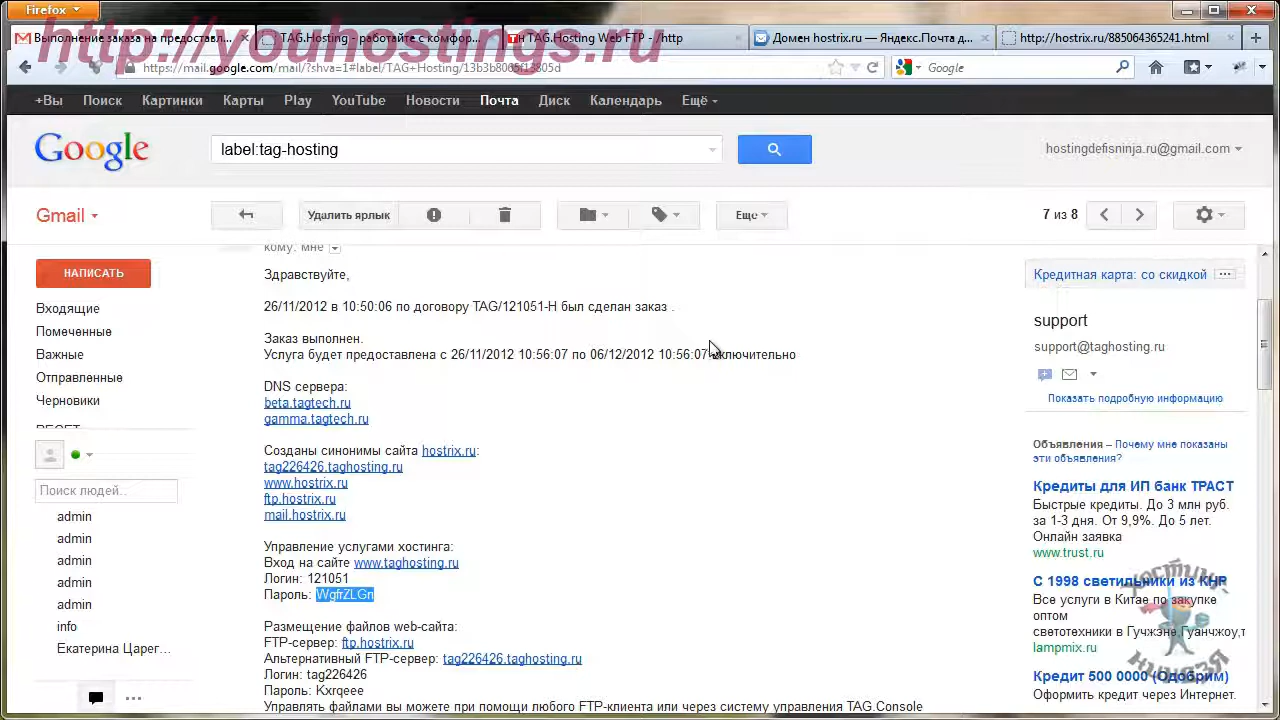 Firefox
Выполнение заказа на предоставл...
TAG.Hosting - работайте с комфор...
TAG.Hosting Web FTP - /http
Домен hostrix.ru — Яндекс.Почта д...
http://hostrix.ru/885064365241.html
http://youhostings.ru
https://mail.google.com/mail/?shva=1#label/TAG+Hosting/13b3b8065f13805d
Google
+Вы Поиск Картинки Карты Play YouTube Новости Почта Диск Календарь Ещё
Google
label:tag-hosting
hostingdefisninja.ru@gmail.com
Gmail
Удалить ярлык
Еще
7 из 8
НАПИСАТЬ
Входящие
Помеченные
Важные
Отправленные
Черновики
Поиск людей..
admin
admin
admin
admin
admin
info
Екатерина Царег...
кому: мне
Здравствуйте,
26/11/2012 в 10:50:06 по договору TAG/121051-H был сделан заказ .
Заказ выполнен.
Услуга будет предоставлена с 26/11/2012 10:56:07 по 06/12/2012 10:56:07 включительно
DNS сервера:
beta.tagtech.ru
gamma.tagtech.ru
Созданы синонимы сайта hostrix.ru:
tag226426.taghosting.ru
www.hostrix.ru
ftp.hostrix.ru
mail.hostrix.ru
Управление услугами хостинга:
Вход на сайте www.taghosting.ru
Логин: 121051
Пароль: WgfrZLGn
Размещение файлов web-сайта:
FTP-сервер: ftp.hostrix.ru
Альтернативный FTP-сервер: tag226426.taghosting.ru
Логин: tag226426
Пароль: Kxrqeee
Управлять файлами вы можете при помощи любого FTP-клиента или через систему управления TAG.Console
Кредитная карта: со скидкой
support
support@taghosting.ru
Показать подробную информацию
Объявления – Почему мне показаны
эти объявления?
Кредиты для ИП банк ТРАСТ
Быстрые кредиты. До 3 млн руб.
за 1-3 дня. От 9,9%. До 5 лет.
Онлайн заявка
www.trust.ru
С 1998 светильники из КНР
Все услуги в Китае по закупке
оптом
светотехники в Гучжэне,Гуанчжоу,т
lampmix.ru
Кредит 500 0000 (Одобрим)
Оформить кредит через Интернет.
Хостинг
ниндзя